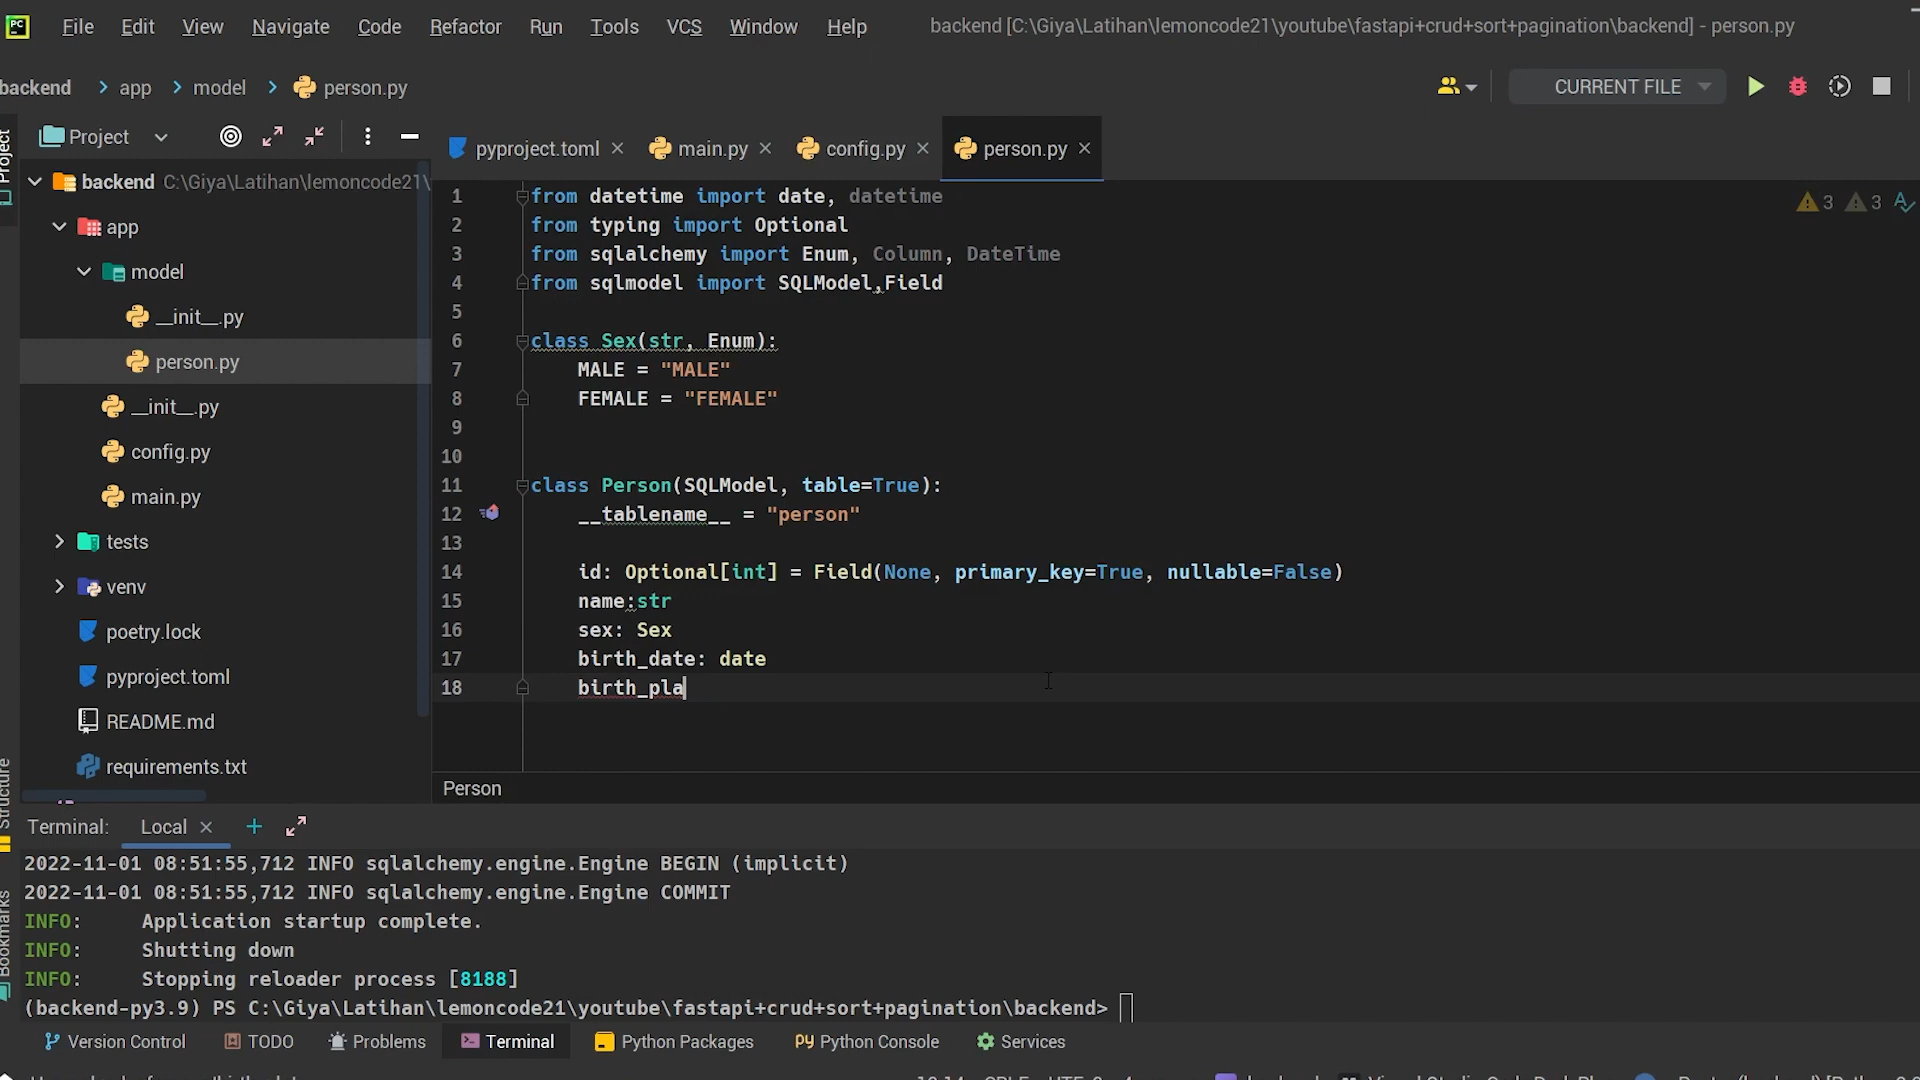 PC File Edit View Navigate Code Refactor Run Tools VCS Window Help backend [C:\Giya\Latihan\lemoncode21\youtube\fastapi+crud+sort+pagination\backend] - person.py
backend app model person.py CURRENT FILE
Project pyproject.toml main.py config.py person.py
Project
backend C:\Giya\Latihan\lemoncode21\
app
model
__init__.py
person.py
__init__.py
config.py
main.py
tests
venv
poetry.lock
pyproject.toml
README.md
requirements.txt
Structure
Bookmarks
3 3
1 from datetime import date, datetime
2 from typing import Optional
3 from sqlalchemy import Enum, Column, DateTime
4 from sqlmodel import SQLModel,Field
5
6 class Sex(str, Enum):
7     MALE = "MALE"
8     FEMALE = "FEMALE"
9
10
11 class Person(SQLModel, table=True):
12     __tablename__ = "person"
13
14     id: Optional[int] = Field(None, primary_key=True, nullable=False)
15     name:str
16     sex: Sex
17     birth_date: date
18     birth_pla
Person
Terminal: Local
2022-11-01 08:51:55,712 INFO sqlalchemy.engine.Engine BEGIN (implicit)
2022-11-01 08:51:55,712 INFO sqlalchemy.engine.Engine COMMIT
INFO:     Application startup complete.
INFO:     Shutting down
INFO:     Stopping reloader process [8188]
(backend-py3.9) PS C:\Giya\Latihan\lemoncode21\youtube\fastapi+crud+sort+pagination\backend>
Version Control TODO Problems Terminal Python Packages Python Console Services